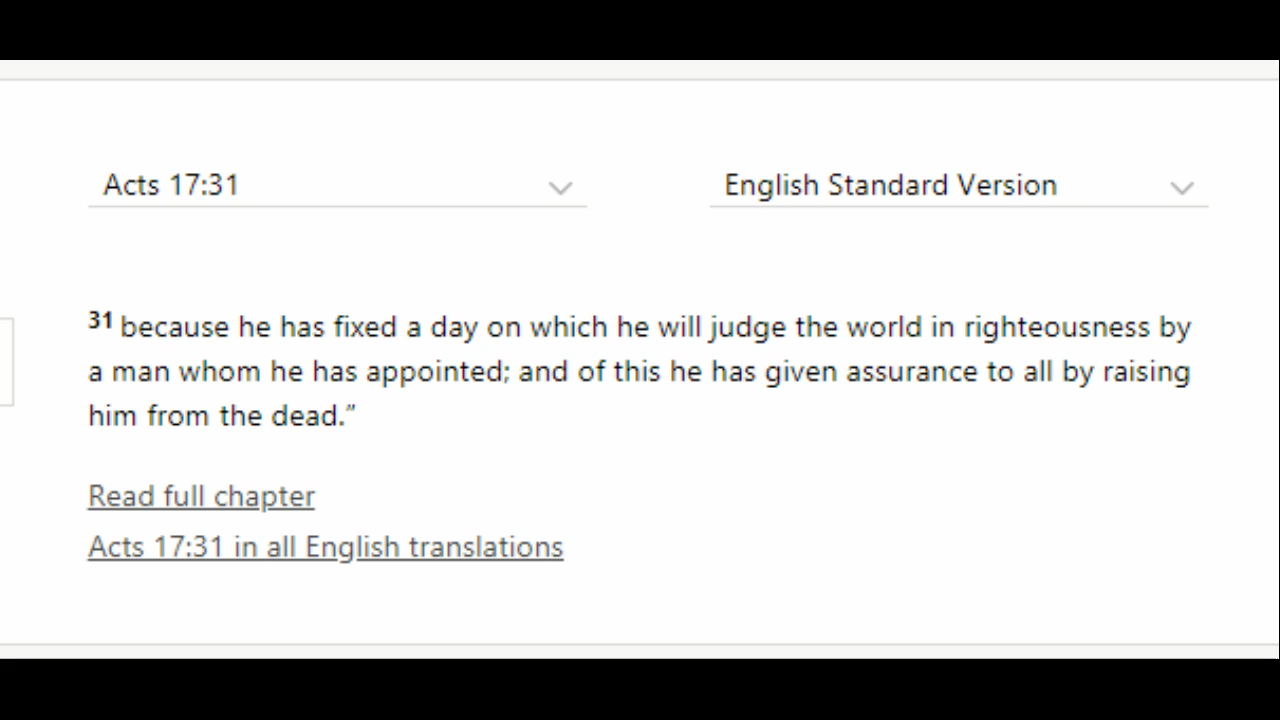 Acts 17:31
English Standard Version
31 because he has fixed a day on which he will judge the world in righteousness by
a man whom he has appointed; and of this he has given assurance to all by raising
him from the dead.”
Read full chapter
Acts 17:31 in all English translations